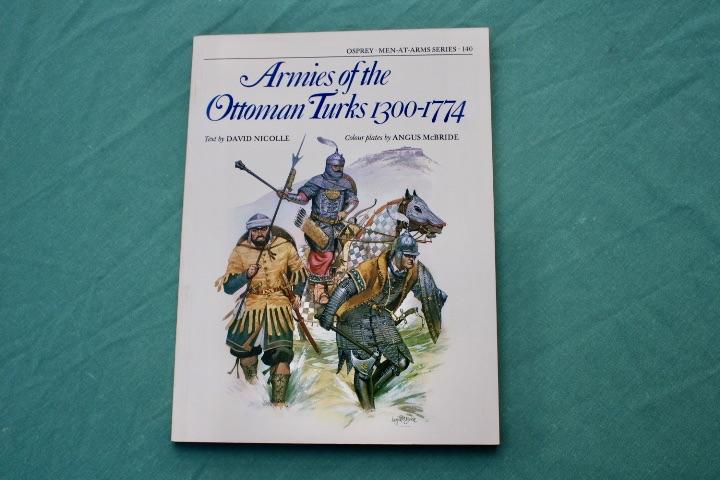 OSPREY · MEN-AT-ARMS SERIES · 140
Armies of the
Ottoman Turks 1300-1774
Text by DAVID NICOLLE
Colour plates by ANGUS McBRIDE